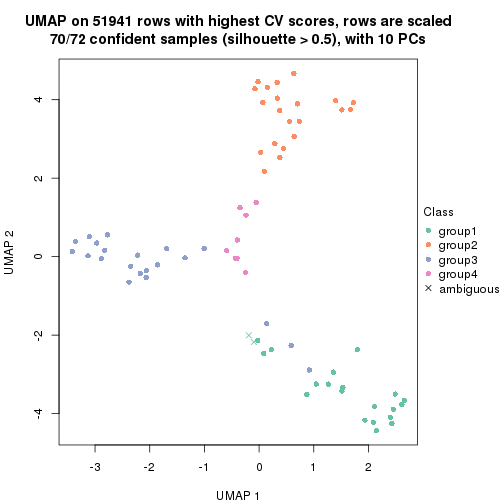 UMAP on 51941 rows with highest CV scores, rows are scaled
70/72 confident samples (silhouette > 0.5), with 10 PCs
4
2
0
-2
-4
UMAP 2
-3
-2
-1
0
1
2
UMAP 1
Class
group1
group2
group3
group4
ambiguous